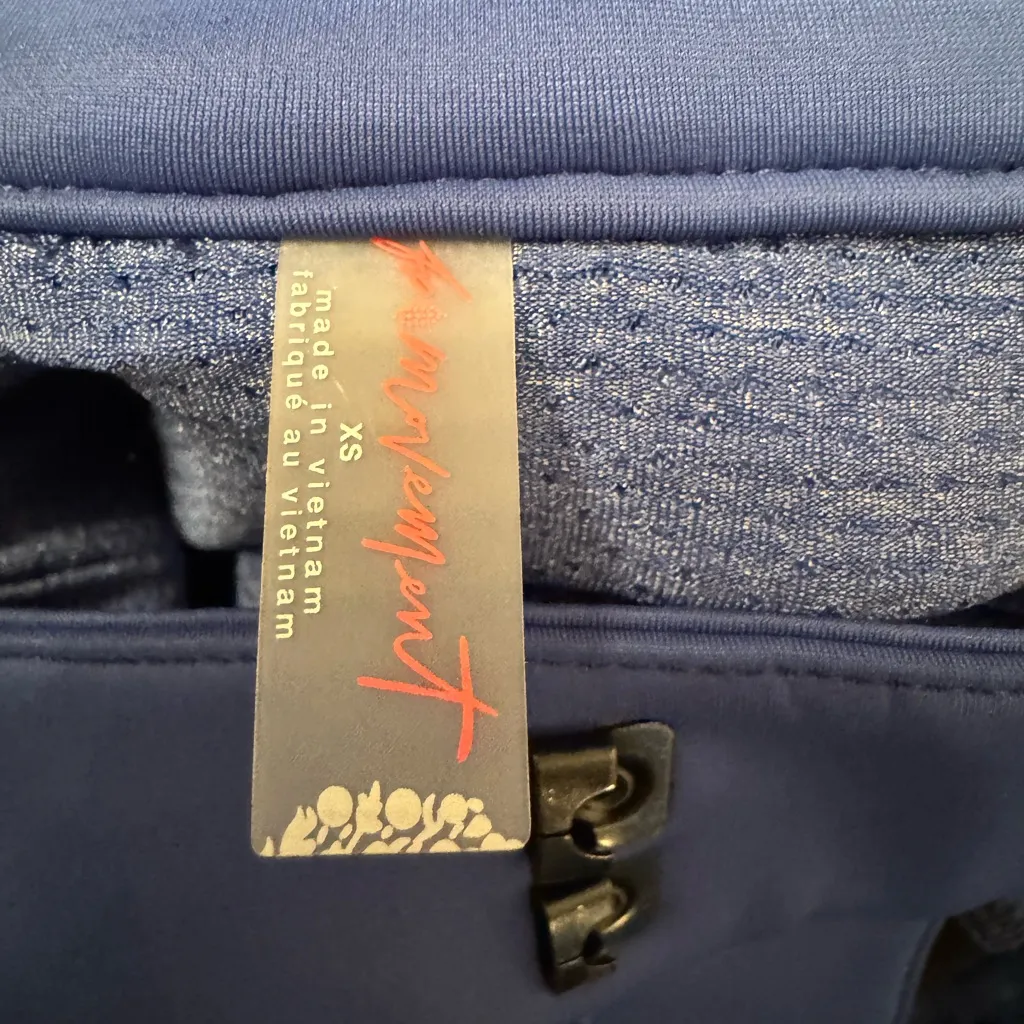 fp movement
XS
made in vietnam
fabriqué au vietnam